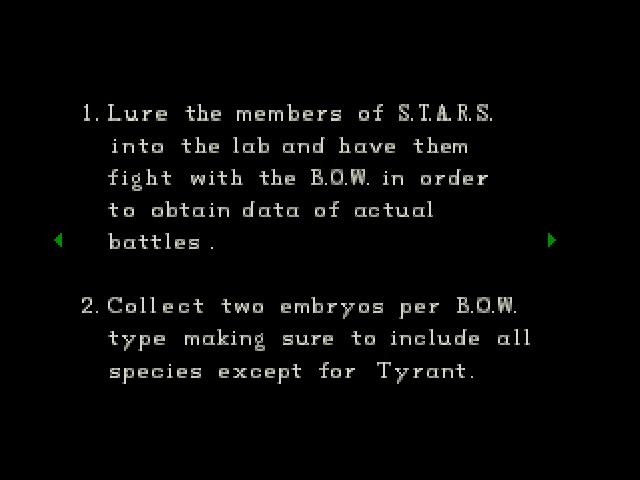 1. Lure the members of S.T.A.R.S.
into the lab and have them
fight with the B.O.W. in order
to obtain data of actual
battles.
2. Collect two embryos per B.O.W.
type making sure to include all
species except for Tyrant.